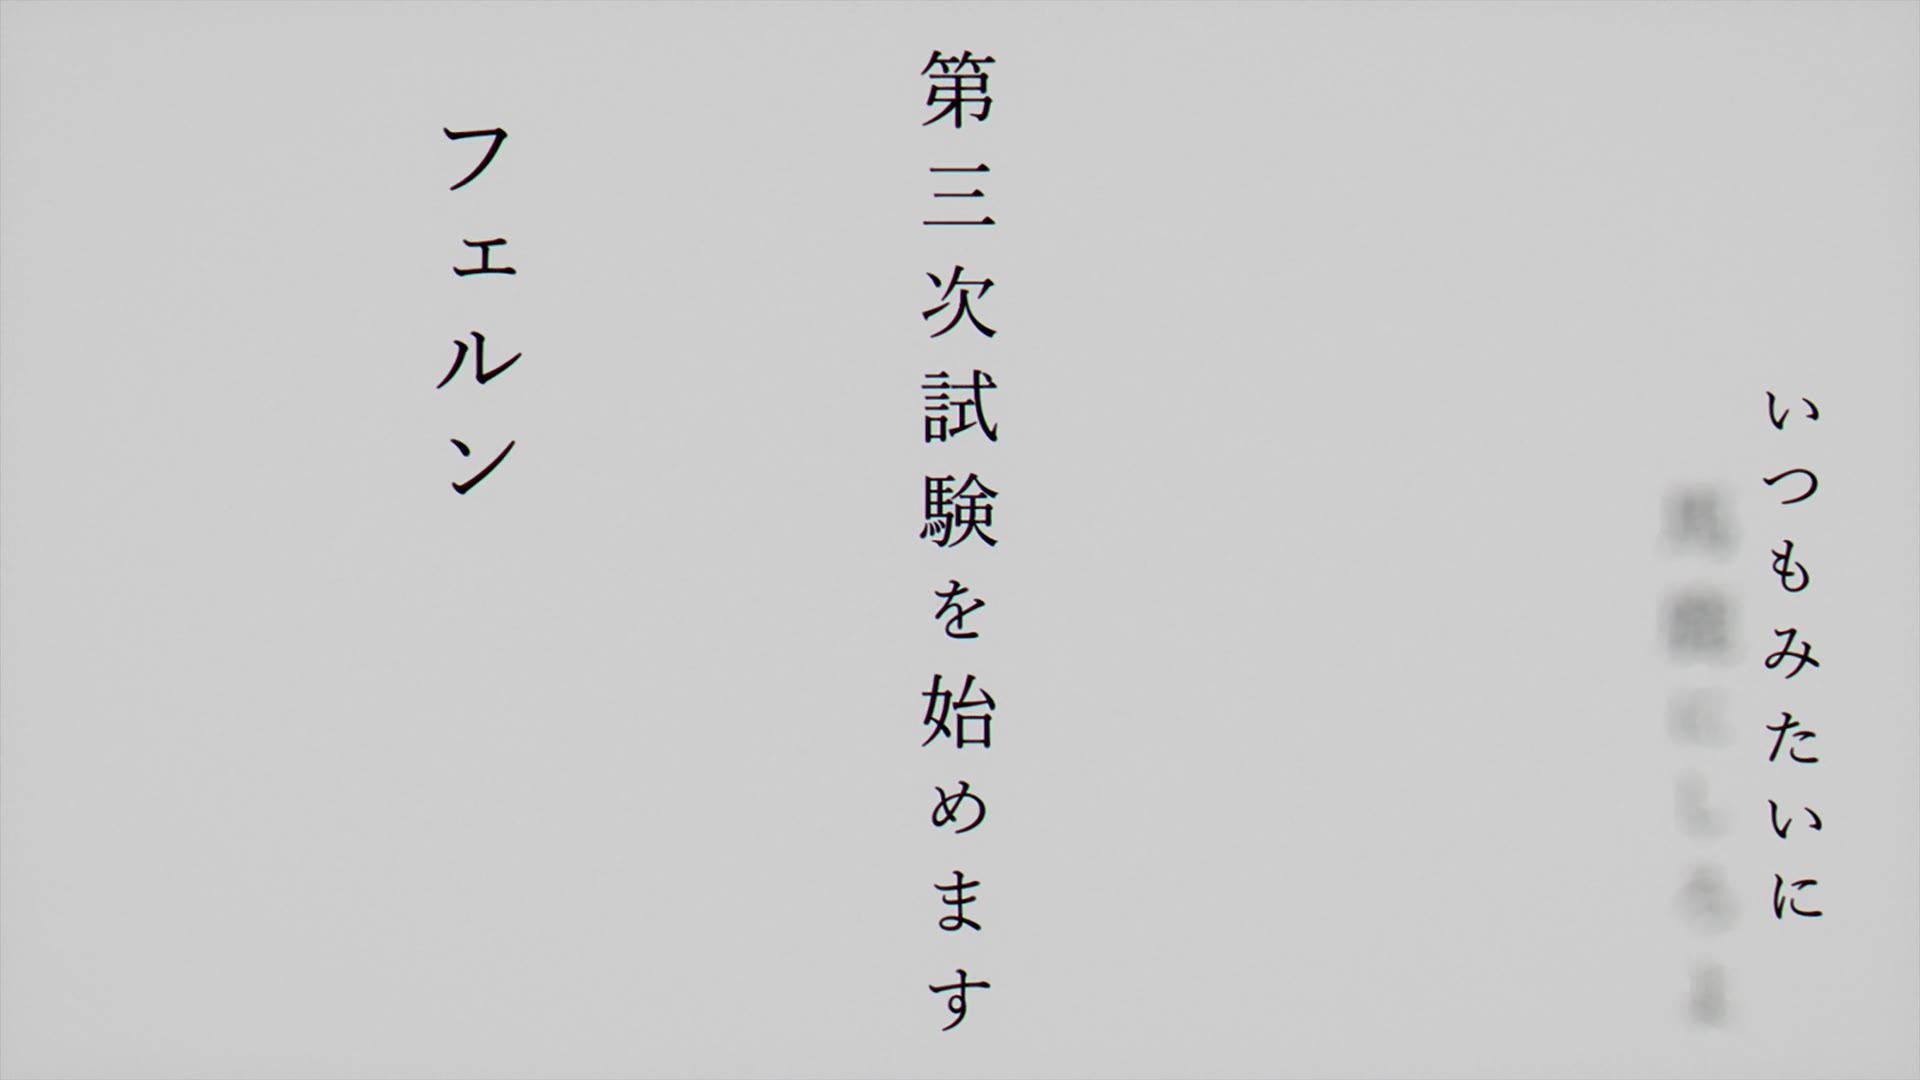 いつもみたいに
第三次試験を始めます
フェルン